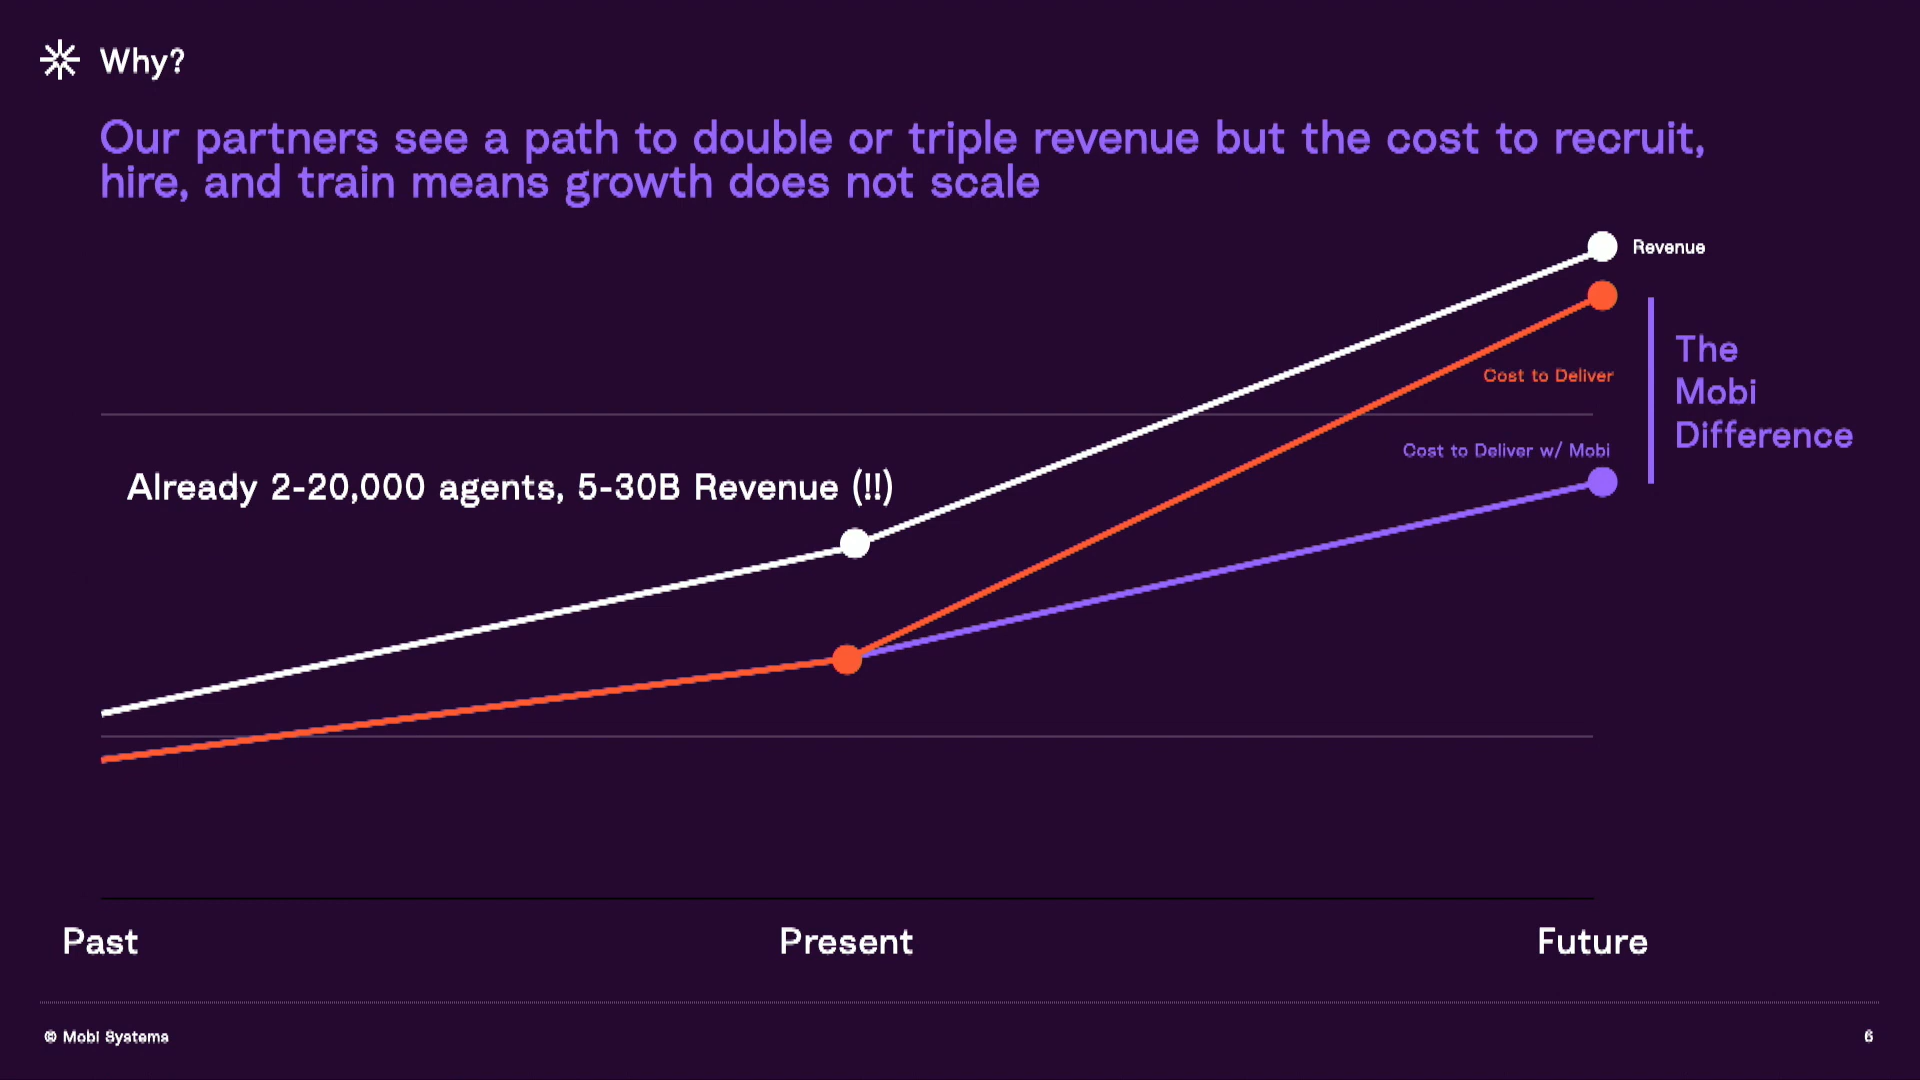 Why?
Our partners see a path to double or triple revenue but the cost to recruit,
hire, and train means growth does not scale
Revenue
Cost to Deliver
The
Mobi
Difference
Cost to Deliver w/ Mobi
Already 2-20,000 agents, 5-30B Revenue (!!)
Past
Present
Future
© Mobi Systems
6